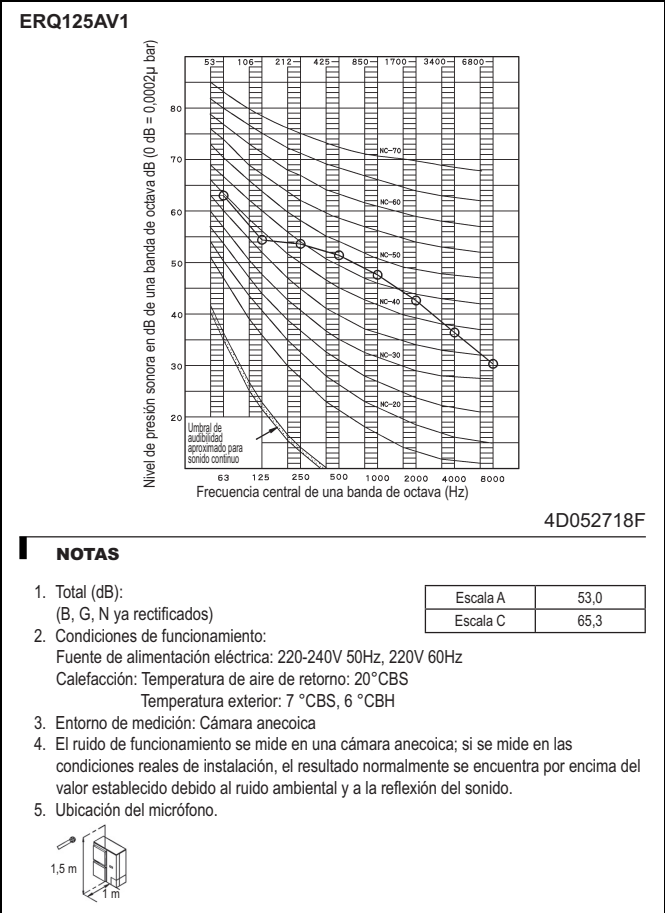 ERQ125AV1
Nivel de presión sonora en dB de una banda de octava dB (0 dB = 0,0002µ bar)
53 106 212 425 850 1700 3400 6800
80
70
60
50
40
30
20
NC-70
NC-60
NC-50
NC-40
NC-30
NC-20
Umbral de
audibilidad
aproximado para
sonido continuo
63 125 250 500 1000 2000 4000 8000
Frecuencia central de una banda de octava (Hz)
4D052718F
NOTAS
1. Total (dB):
(B, G, N ya rectificados)
Escala A 53,0
Escala C 65,3
2. Condiciones de funcionamiento:
Fuente de alimentación eléctrica: 220-240V 50Hz, 220V 60Hz
Calefacción: Temperatura de aire de retorno: 20°CBS
Temperatura exterior: 7 °CBS, 6 °CBH
3. Entorno de medición: Cámara anecoica
4. El ruido de funcionamiento se mide en una cámara anecoica; si se mide en las
condiciones reales de instalación, el resultado normalmente se encuentra por encima del
valor establecido debido al ruido ambiental y a la reflexión del sonido.
5. Ubicación del micrófono.
1,5 m
1 m